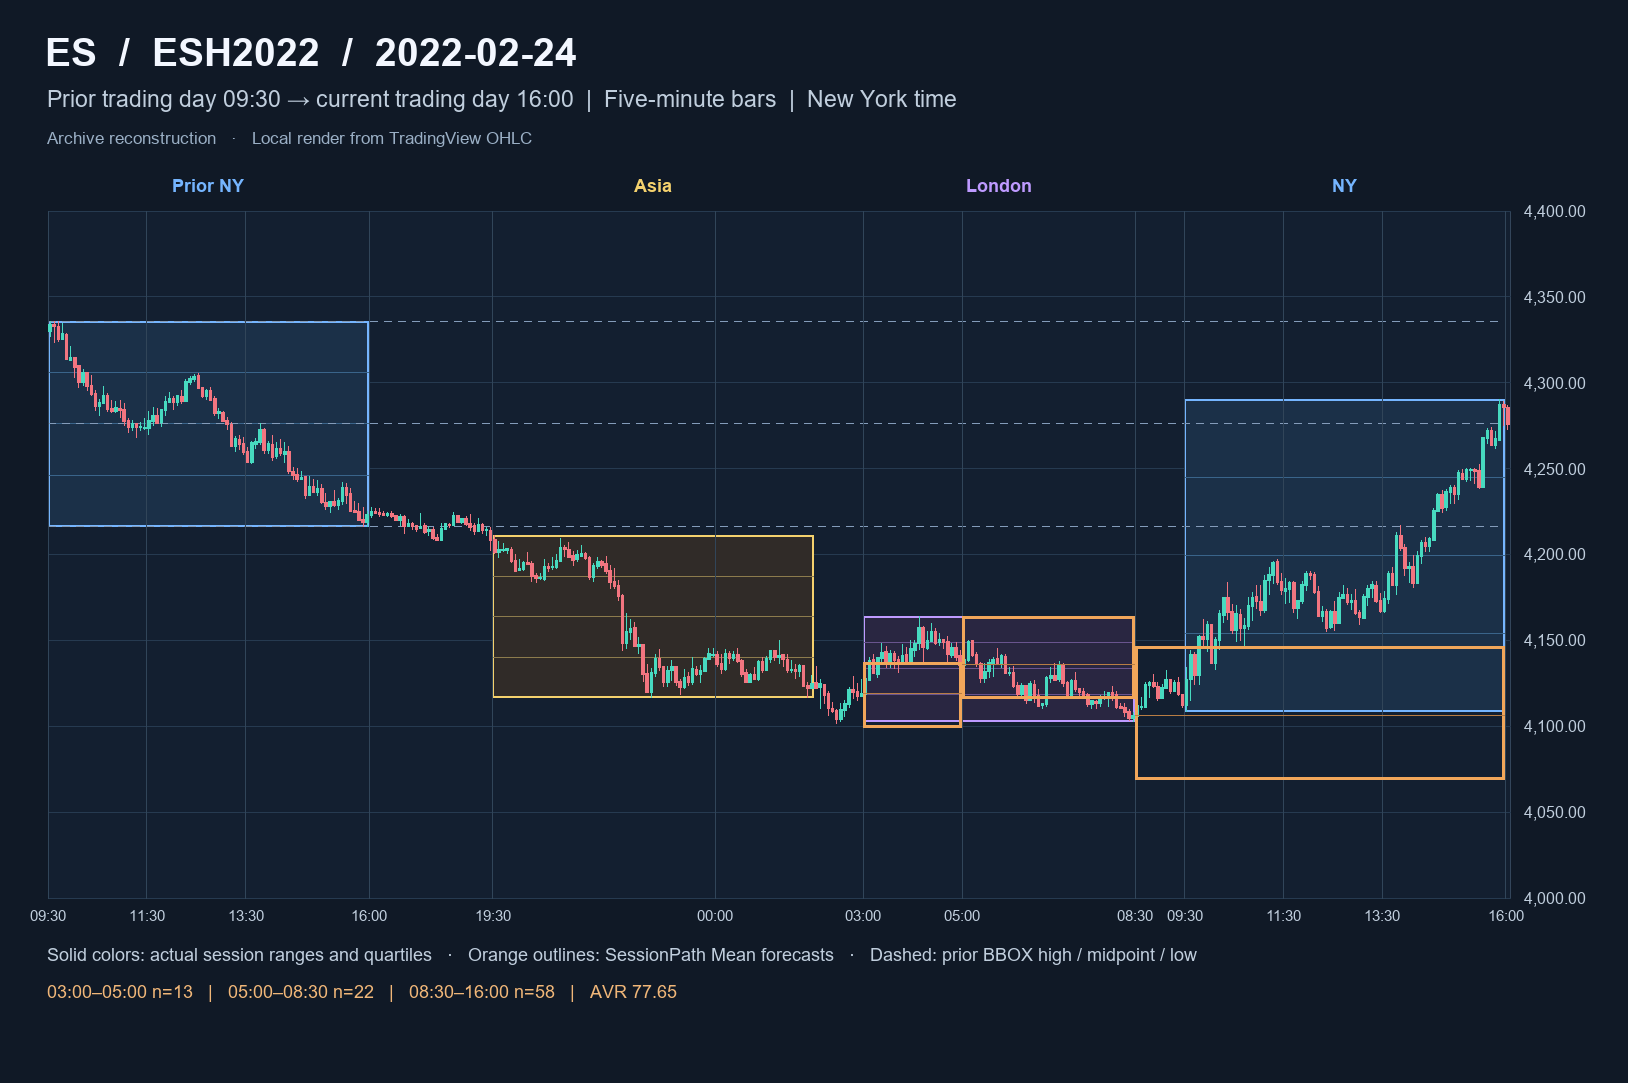 ES / ESH2022 / 2022-02-24
Prior trading day 09:30 → current trading day 16:00 | Five-minute bars | New York time
Archive reconstruction · Local render from TradingView OHLC
Prior NY Asia London NY
4,400.00
4,350.00
4,300.00
4,250.00
4,200.00
4,150.00
4,100.00
4,050.00
4,000.00
09:30 11:30 13:30 16:00 19:30 00:00 03:00 05:00 08:30 09:30 11:30 13:30 16:00
Solid colors: actual session ranges and quartiles · Orange outlines: SessionPath Mean forecasts · Dashed: prior BBOX high / midpoint / low
03:00–05:00 n=13 | 05:00–08:30 n=22 | 08:30–16:00 n=58 | AVR 77.65